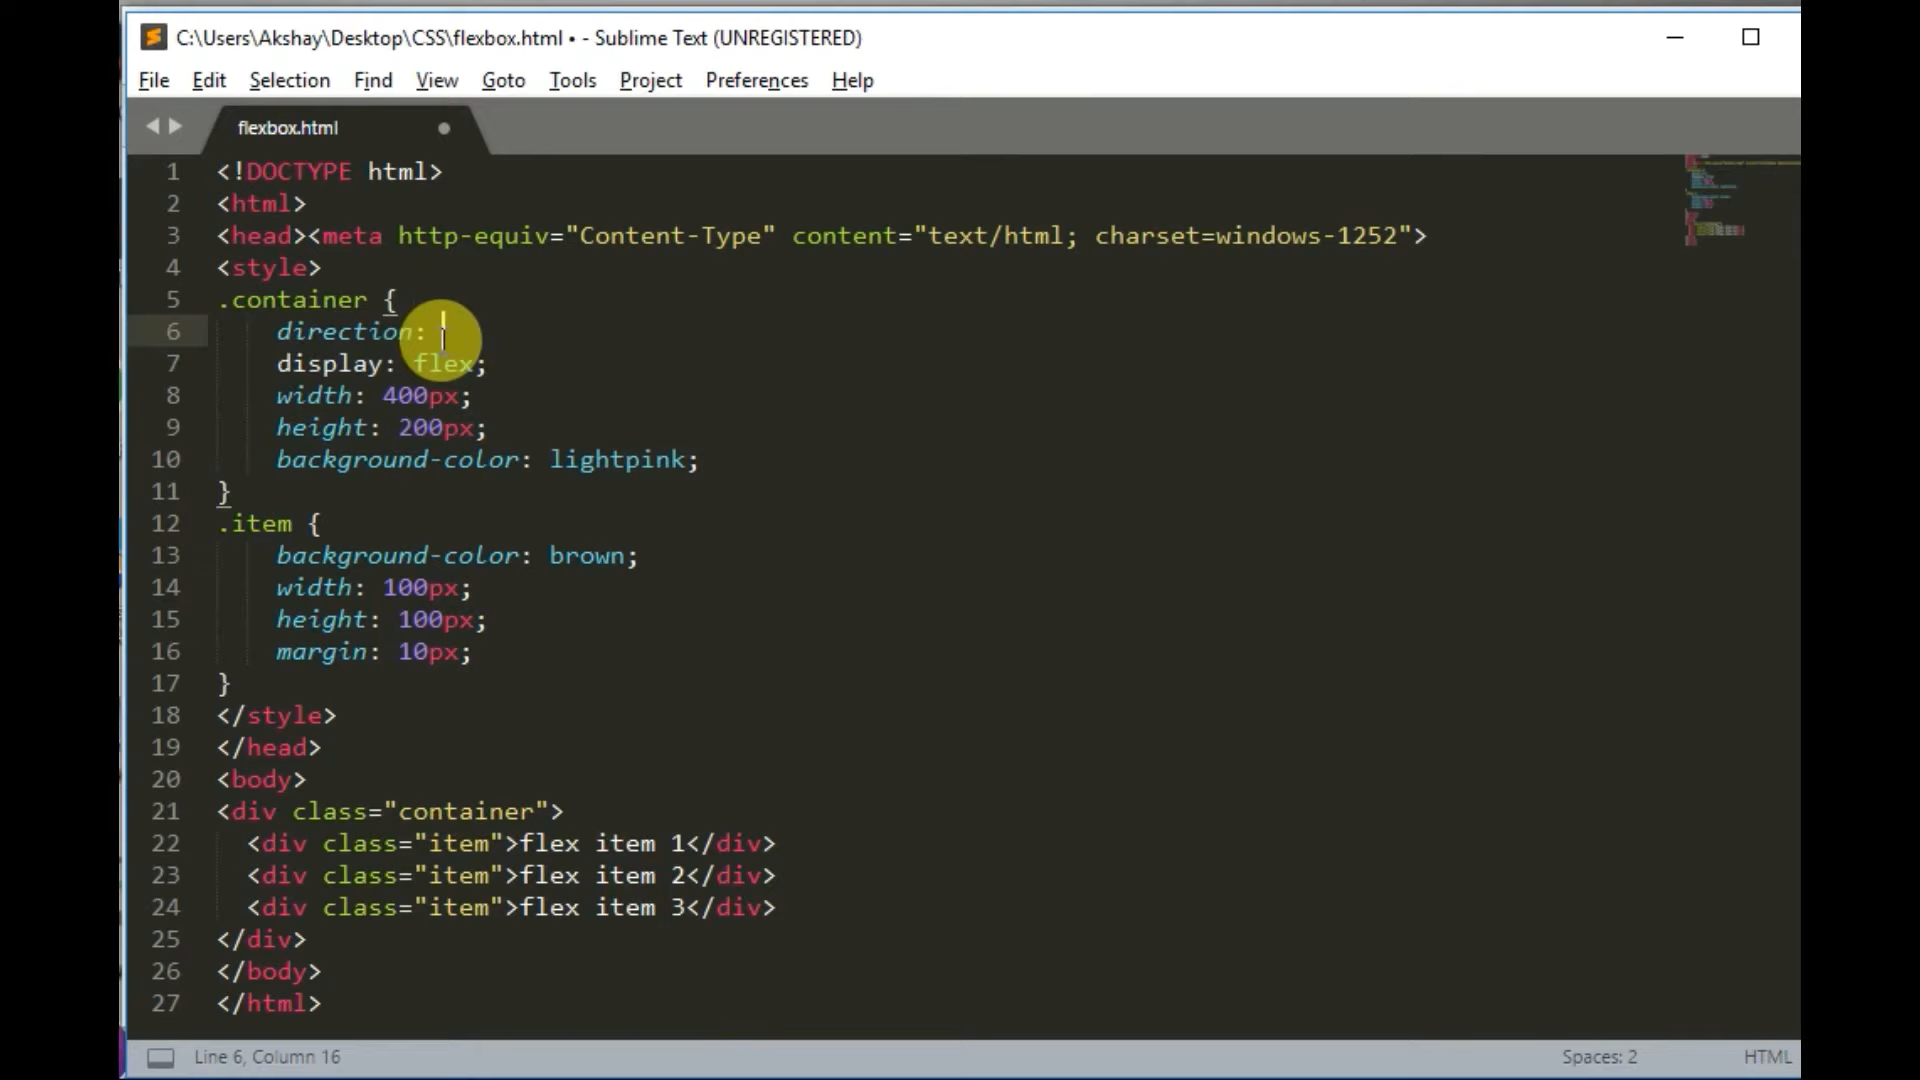 C:\Users\Akshay\Desktop\CSS\flexbox.html • - Sublime Text (UNREGISTERED)
File Edit Selection Find View Goto Tools Project Preferences Help
flexbox.html
1 <!DOCTYPE html>
2 <html>
3 <head><meta http-equiv="Content-Type" content="text/html; charset=windows-1252">
4 <style>
5 .container {
6 direction:
7 display: flex;
8 width: 400px;
9 height: 200px;
10 background-color: lightpink;
11 }
12 .item {
13 background-color: brown;
14 width: 100px;
15 height: 100px;
16 margin: 10px;
17 }
18 </style>
19 </head>
20 <body>
21 <div class="container">
22 <div class="item">flex item 1</div>
23 <div class="item">flex item 2</div>
24 <div class="item">flex item 3</div>
25 </div>
26 </body>
27 </html>
Line 6, Column 16 Spaces: 2 HTML